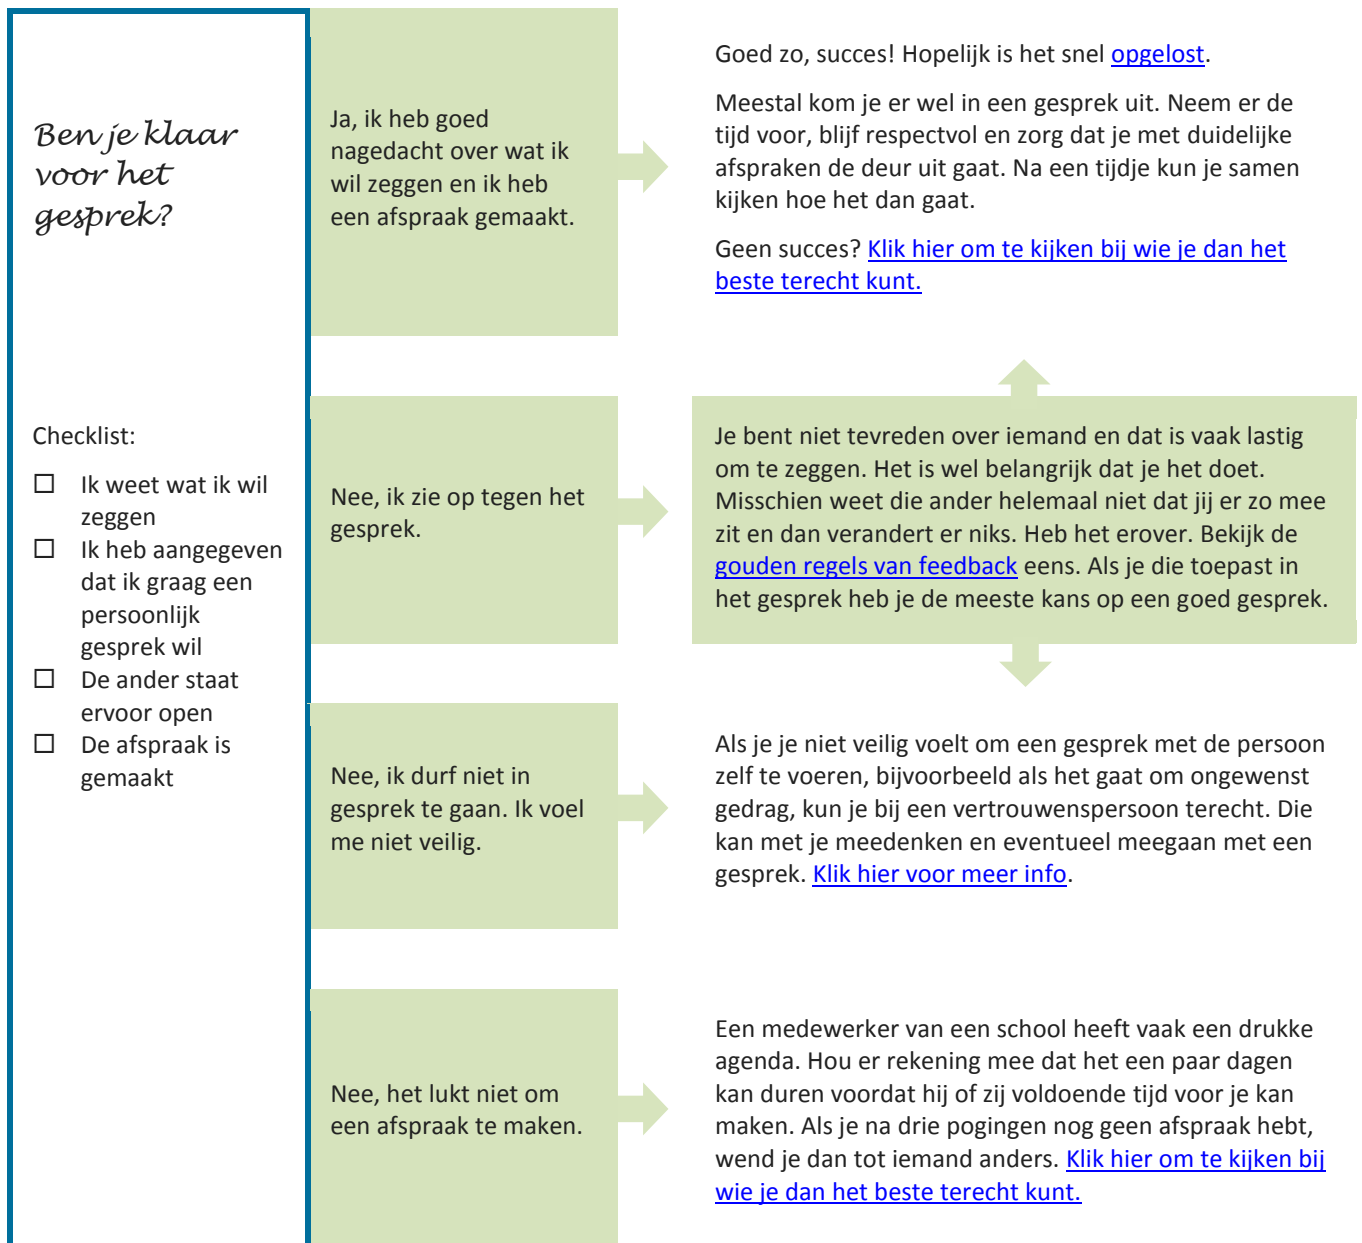 Ben je klaar
voor het
gesprek?
Checklist:
☐ Ik weet wat ik wil
zeggen
☐ Ik heb aangegeven
dat ik graag een
persoonlijk
gesprek wil
☐ De ander staat
ervoor open
☐ De afspraak is
gemaakt
Ja, ik heb goed
nagedacht over wat ik
wil zeggen en ik heb
een afspraak gemaakt.
Goed zo, succes! Hopelijk is het snel opgelost.
Meestal kom je er wel in een gesprek uit. Neem er de
tijd voor, blijf respectvol en zorg dat je met duidelijke
afspraken de deur uit gaat. Na een tijdje kun je samen
kijken hoe het dan gaat.
Geen succes? Klik hier om te kijken bij wie je dan het
beste terecht kunt.
Nee, ik zie op tegen het
gesprek.
Je bent niet tevreden over iemand en dat is vaak lastig
om te zeggen. Het is wel belangrijk dat je het doet.
Misschien weet die ander helemaal niet dat jij er zo mee
zit en dan verandert er niks. Heb het erover. Bekijk de
gouden regels van feedback eens. Als je die toepast in
het gesprek heb je de meeste kans op een goed gesprek.
Nee, ik durf niet in
gesprek te gaan. Ik voel
me niet veilig.
Als je je niet veilig voelt om een gesprek met de persoon
zelf te voeren, bijvoorbeeld als het gaat om ongewenst
gedrag, kun je bij een vertrouwenspersoon terecht. Die
kan met je meedenken en eventueel meegaan met een
gesprek. Klik hier voor meer info.
Nee, het lukt niet om
een afspraak te maken.
Een medewerker van een school heeft vaak een drukke
agenda. Hou er rekening mee dat het een paar dagen
kan duren voordat hij of zij voldoende tijd voor je kan
maken. Als je na drie pogingen nog geen afspraak hebt,
wend je dan tot iemand anders. Klik hier om te kijken bij
wie je dan het beste terecht kunt.